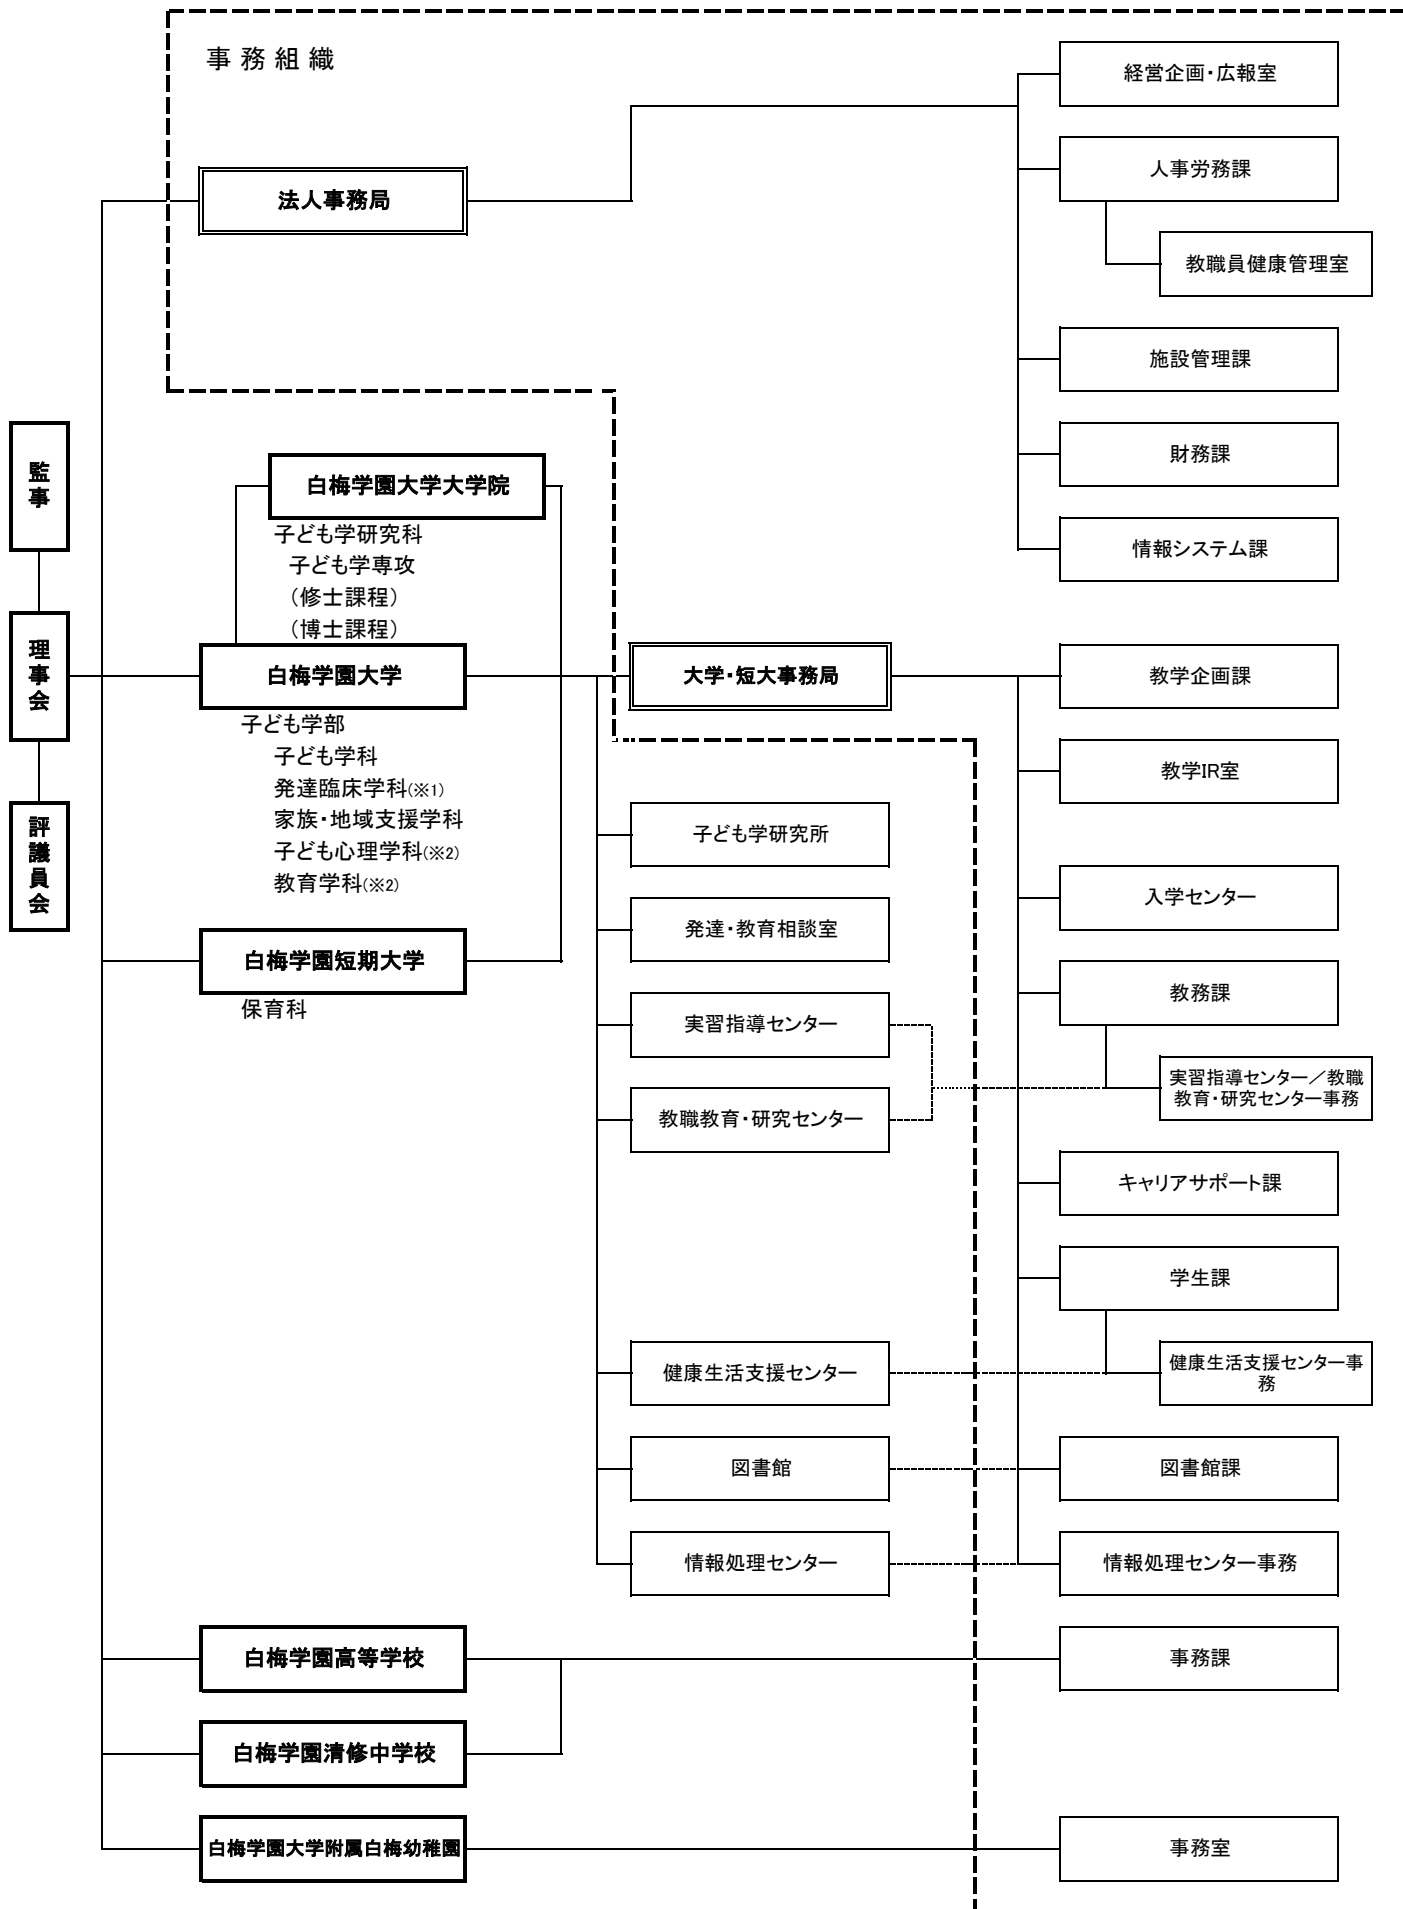 事務組織
経営企画・広報室
人事労務課
法人事務局
教職員健康管理室
施設管理課
監事
財務課
白梅学園大学大学院
子ども学研究科
情報システム課
子ども学専攻
（修士課程）
（博士課程）
理事会
白梅学園大学
大学・短大事務局
教学企画課
子ども学部
子ども学科
教学IR室
発達臨床学科(※1)
家族・地域支援学科
評議員会
子ども学研究所
子ども心理学科(※2)
教育学科(※2)
入学センター
発達・教育相談室
白梅学園短期大学
教務課
保育科
実習指導センター
実習指導センター／教職
教育・研究センター事務
教職教育・研究センター
キャリアサポート課
学生課
健康生活支援センター
健康生活支援センター事
務
図書館
図書館課
情報処理センター
情報処理センター事務
白梅学園高等学校
事務課
白梅学園清修中学校
白梅学園大学附属白梅幼稚園
事務室